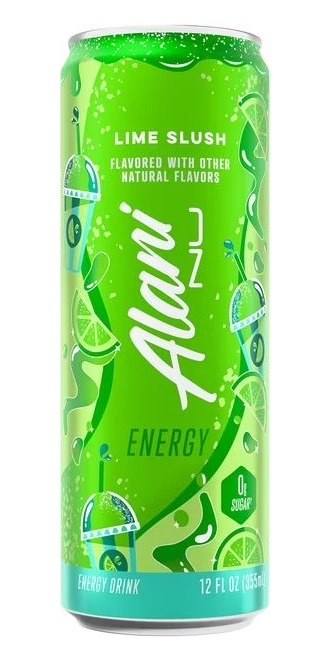 LIME SLUSH
FLAVORED WITH OTHER
NATURAL FLAVORS
Alani
NU
ENERGY
0g
SUGAR*
ENERGY DRINK
12 FL OZ (355mL)